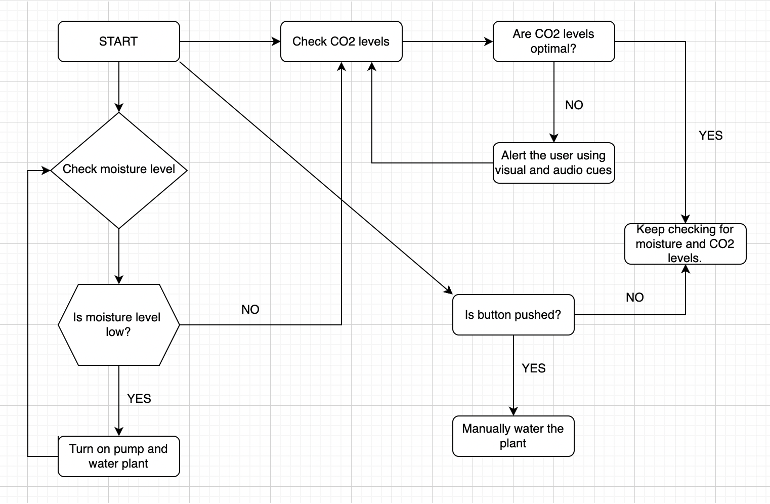 START
Check CO2 levels
Are CO2 levels
optimal?
NO
YES
Check moisture level
Alert the user using
visual and audio cues
Keep checking for
moisture and CO2
levels.
NO
Is moisture level
low?
NO
Is button pushed?
YES
YES
Turn on pump and
water plant
Manually water the
plant